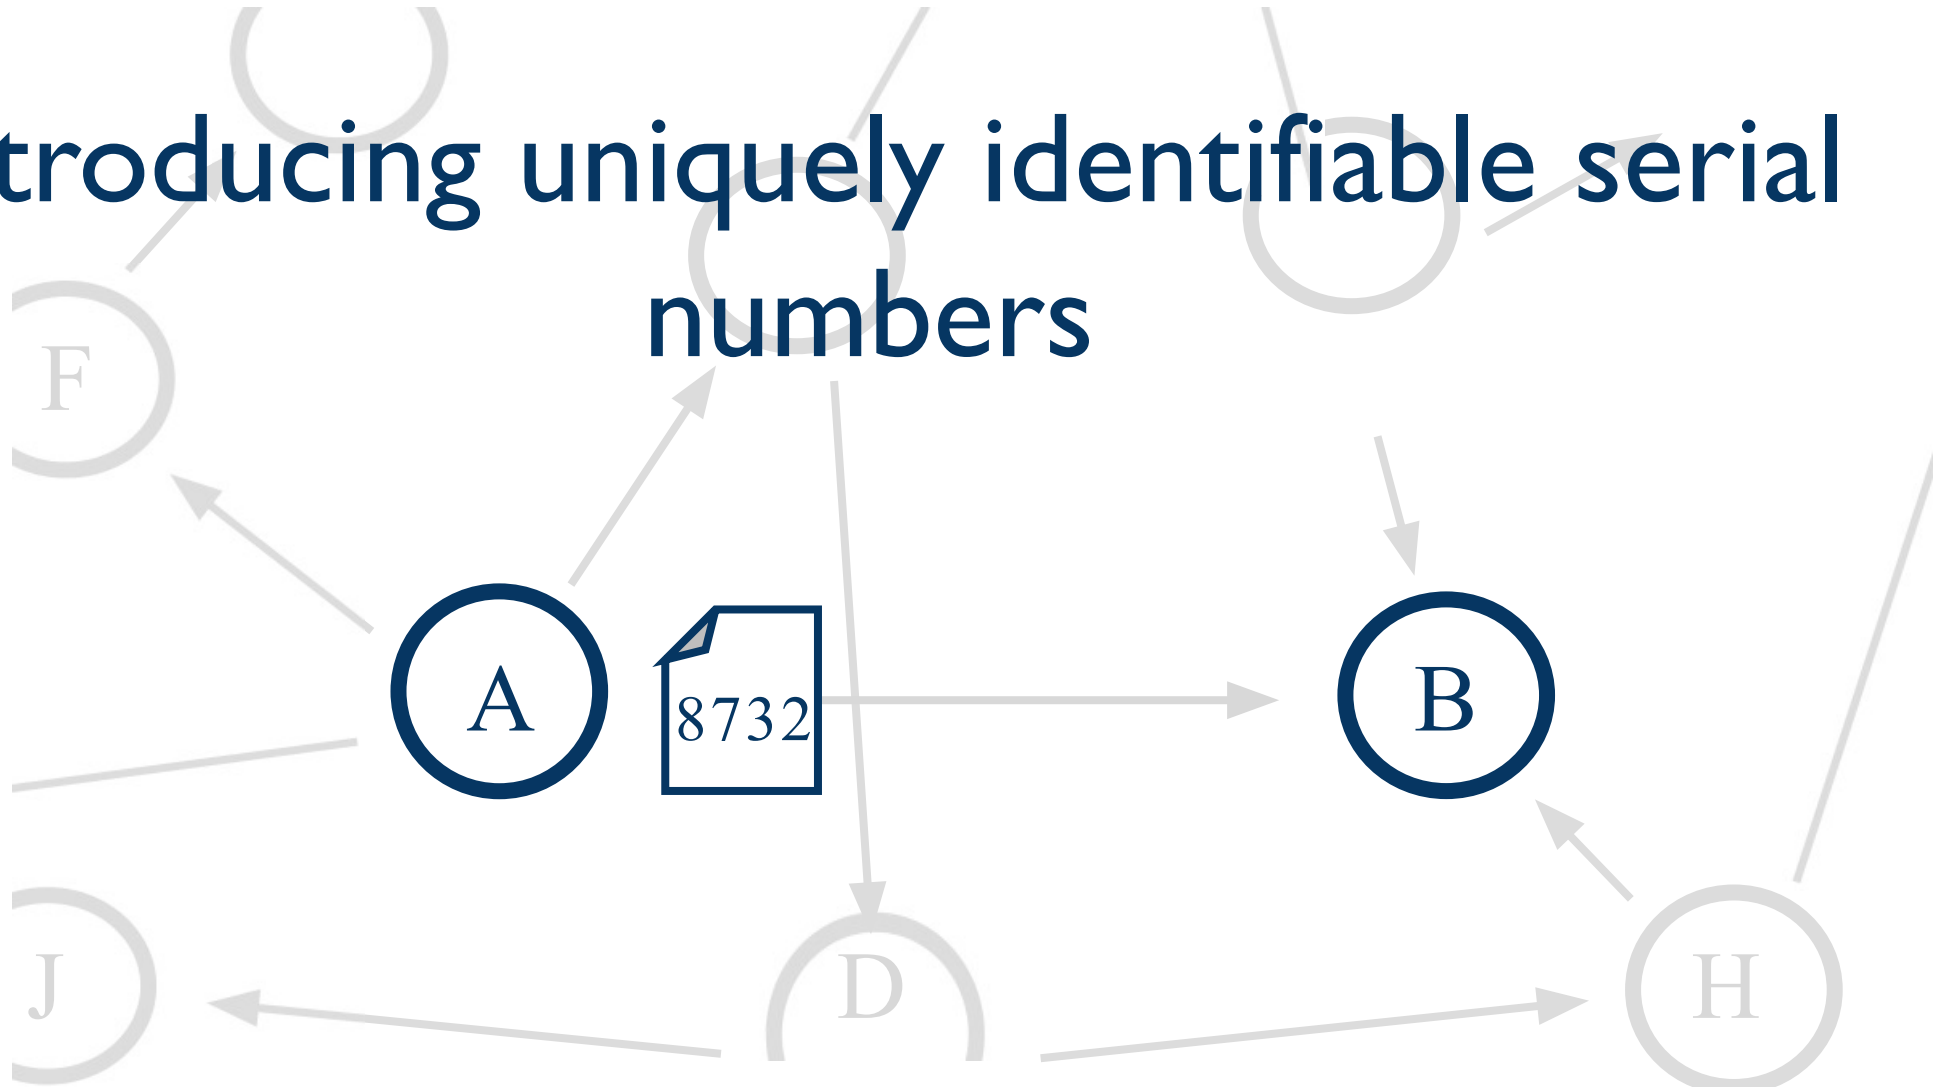 troducing uniquely identifiable serial
numbers
F
A
8732
B
J
D
H